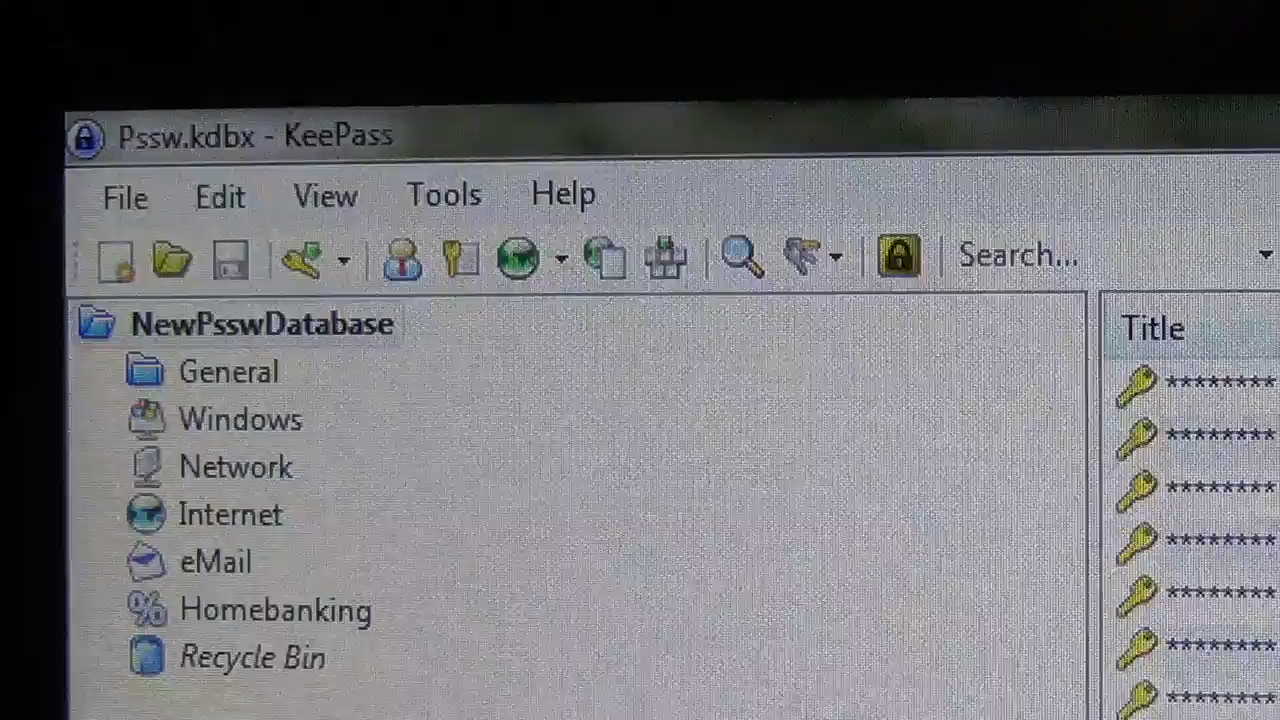 Pssw.kdbx - KeePass
File Edit View Tools Help
Search...
NewPsswDatabase
General
Windows
Network
Internet
eMail
Homebanking
Recycle Bin
Title
********
********
********
********
********
********
********